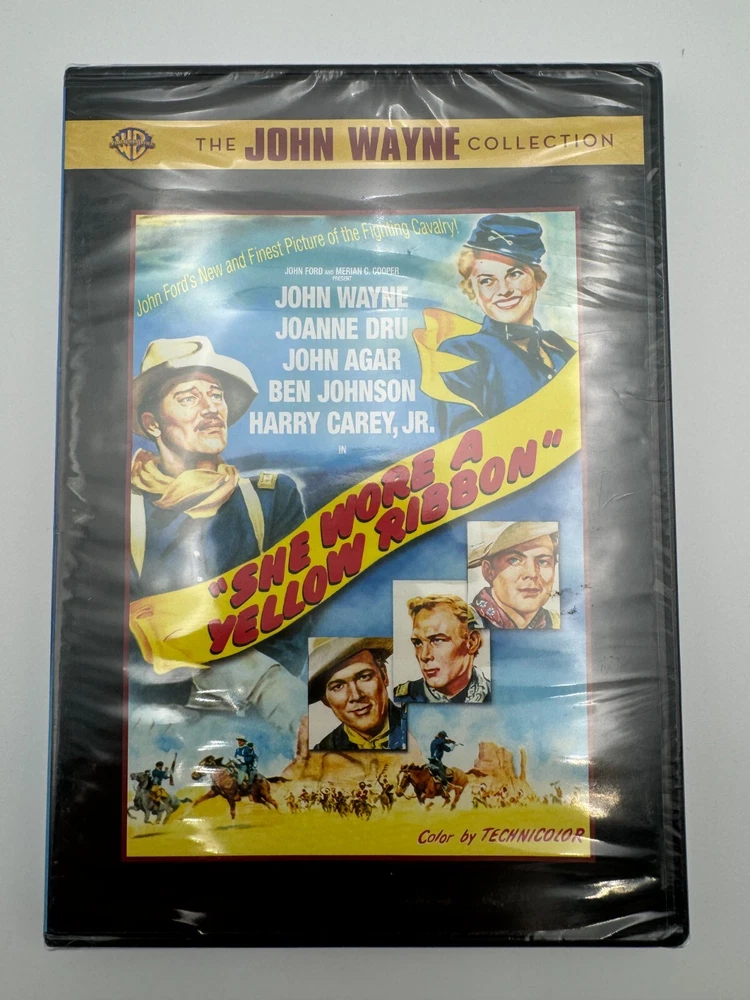 THE JOHN WAYNE COLLECTION
John Ford's New and Finest Picture of the Fighting Cavalry!
JOHN FORD AND MERIAN C. COOPER
PRESENT
JOHN WAYNE
JOANNE DRU
JOHN AGAR
BEN JOHNSON
HARRY CAREY, JR.
IN
"SHE WORE A
YELLOW RIBBON"
Color by TECHNICOLOR